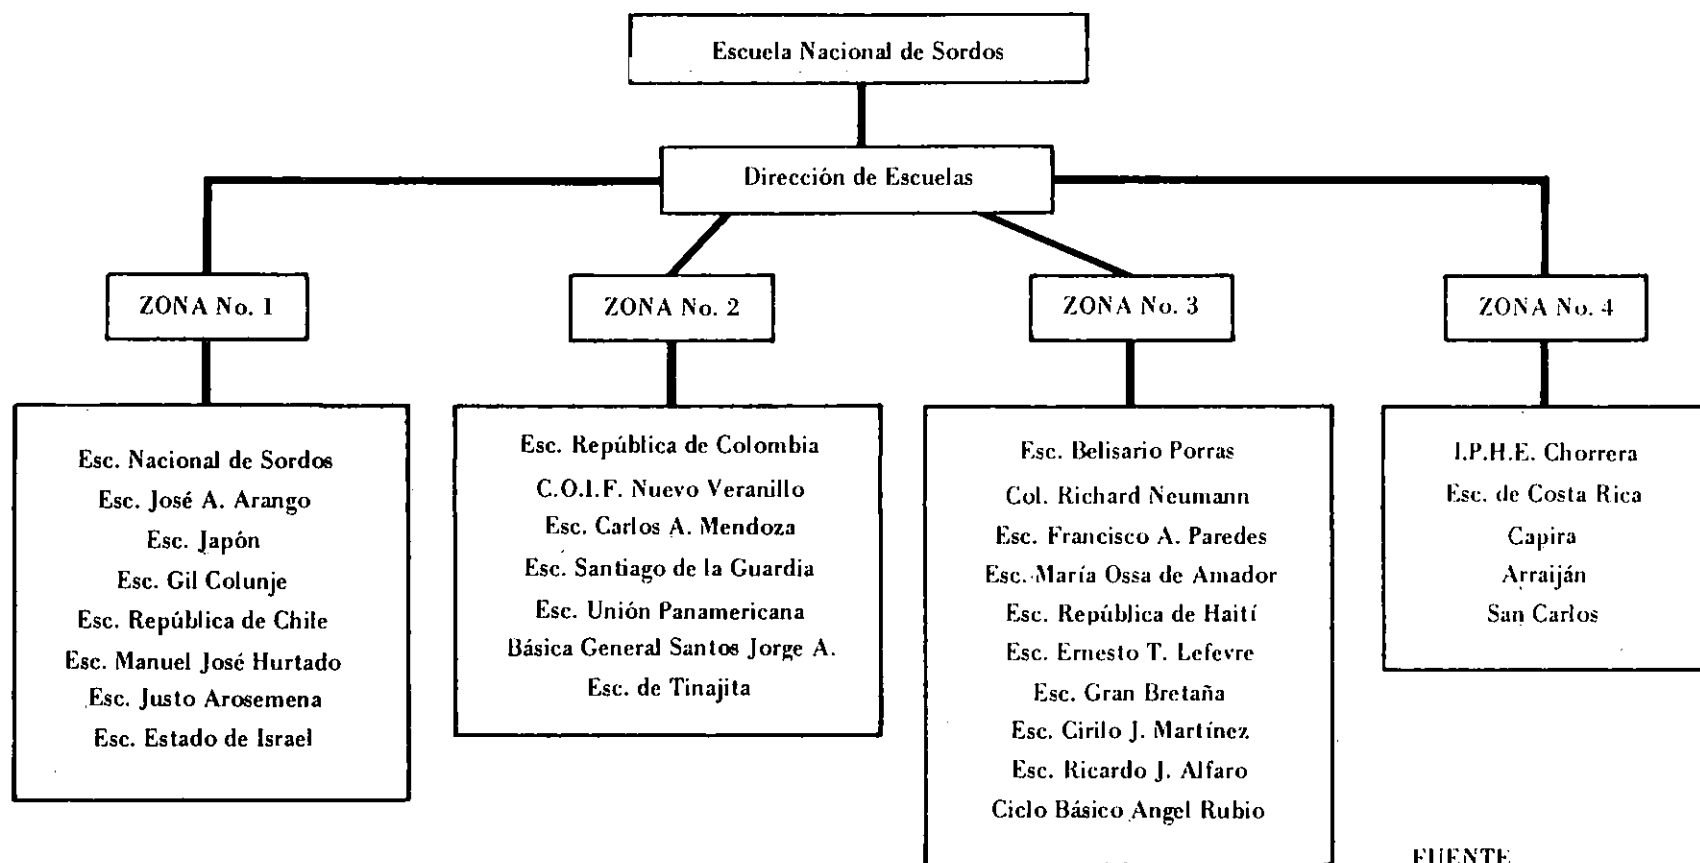 Escuela Nacional de Sordos
Dirección de Escuelas
ZONA No. 1
Esc. Nacional de Sordos
Esc. José A. Arango
Esc. Japón
Esc. Gil Colunje
Esc. República de Chile
Esc. Manuel José Hurtado
Esc. Justo Arosemena
Esc. Estado de Israel
ZONA No. 2
Esc. República de Colombia
C.O.I.F. Nuevo Veranillo
Esc. Carlos A. Mendoza
Esc. Santiago de la Guardia
Esc. Unión Panamericana
Básica General Santos Jorge A.
Esc. de Tinajita
ZONA No. 3
Esc. Belisario Porras
Col. Richard Neumann
Esc. Francisco A. Paredes
Esc. María Ossa de Amador
Esc. República de Haití
Esc. Ernesto T. Lefevre
Esc. Gran Bretaña
Esc. Cirilo J. Martínez
Esc. Ricardo J. Alfaro
Ciclo Básico Angel Rubio
ZONA No. 4
I.P.H.E. Chorrera
Esc. de Costa Rica
Capira
Arraiján
San Carlos
FUENTE